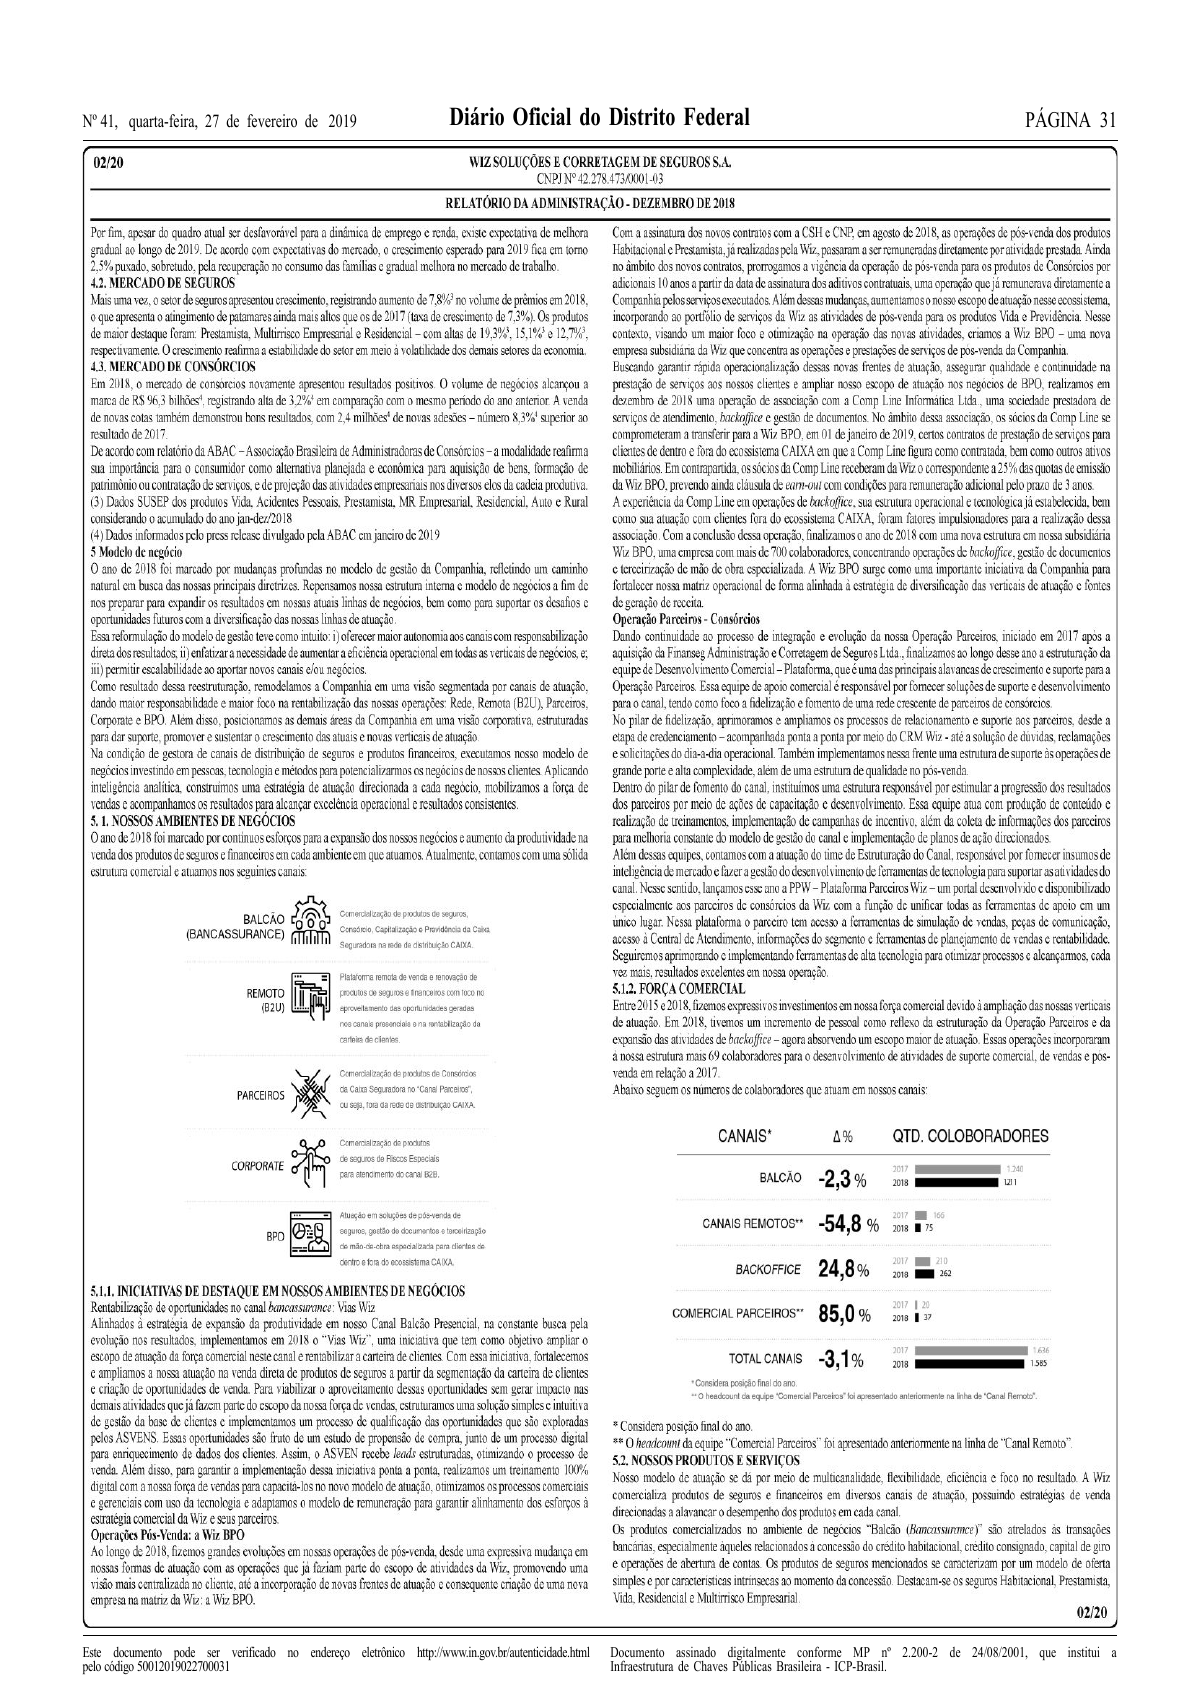 Nº 41, quarta-feira, 27 de fevereiro de 2019
Diário Oficial do Distrito Federal
PÁGINA 31
02/20
WIZ SOLUÇÕES E CORRETAGEM DE SEGUROS S.A.
CNPJ Nº 42.278.473/0001-03
RELATÓRIO DA ADMINISTRAÇÃO - DEZEMBRO DE 2018
Por fim, apesar do quadro atual ser desfavorável para a dinâmica de emprego e renda, existe expectativa de melhora
gradual ao longo de 2019. De acordo com expectativas do mercado, o crescimento esperado para 2019 fica em torno
2,5% puxado, sobretudo, pela recuperação no consumo das famílias e gradual melhora no mercado de trabalho.
4.2. MERCADO DE SEGUROS
Mais uma vez, o setor de seguros apresentou crescimento, registrando aumento de 7,8%³ no volume de prêmios em 2018,
o que apresenta o atingimento de patamares ainda mais altos que os de 2017 (taxa de crescimento de 7,3%). Os produtos
de maior destaque foram: Prestamista, Multirrisco Empresarial e Residencial – com altas de 19,3%³, 15,1%³ e 12,7%³,
respectivamente. O crescimento reafirma a estabilidade do setor em meio à volatilidade dos demais setores da economia.
4.3. MERCADO DE CONSÓRCIOS
Em 2018, o mercado de consórcios novamente apresentou resultados positivos. O volume de negócios alcançou a
marca de R$ 96,3 bilhões⁴, registrando alta de 3,2%⁴ em comparação com o mesmo período do ano anterior. A venda
de novas cotas também demonstrou bons resultados, com 2,4 milhões⁴ de novas adesões – número 8,3%⁴ superior ao
resultado de 2017.
De acordo com relatório da ABAC – Associação Brasileira de Administradoras de Consórcios – a modalidade reafirma
sua importância para o consumidor como alternativa planejada e econômica para aquisição de bens, formação de
patrimônio ou contratação de serviços, e de projeção das atividades empresariais nos diversos elos da cadeia produtiva.
(3) Dados SUSEP dos produtos Vida, Acidentes Pessoais, Prestamista, MR Empresarial, Residencial, Auto e Rural
considerando o acumulado do ano jan-dez/2018
(4) Dados informados pelo press release divulgado pela ABAC em janeiro de 2019
5 Modelo de negócio
O ano de 2018 foi marcado por mudanças profundas no modelo de gestão da Companhia, refletindo um caminho
natural em busca das nossas principais diretrizes. Repensamos nossa estrutura interna e modelo de negócios a fim de
nos preparar para expandir os resultados em nossas atuais linhas de negócios, bem como para suportar os desafios e
oportunidades futuros com a diversificação das nossas linhas de atuação.
Essa reformulação do modelo de gestão teve como intuito: i) oferecer maior autonomia aos canais com responsabilização
direta dos resultados; ii) enfatizar a necessidade de aumentar a eficiência operacional em todas as verticais de negócios, e;
iii) permitir escalabilidade ao aportar novos canais e/ou negócios.
Como resultado dessa reestruturação, remodelamos a Companhia em uma visão segmentada por canais de atuação,
dando maior responsabilidade e maior foco na rentabilização das nossas operações: Rede, Remota (B2U), Parceiros,
Corporate e BPO. Além disso, posicionamos as demais áreas da Companhia em uma visão corporativa, estruturadas
para dar suporte, promover e sustentar o crescimento das atuais e novas verticais de atuação.
Na condição de gestora de canais de distribuição de seguros e produtos financeiros, executamos nosso modelo de
negócios investindo em pessoas, tecnologia e métodos para potencializarmos os negócios de nossos clientes. Aplicando
inteligência analítica, construímos uma estratégia de atuação direcionada a cada negócio, mobilizamos a força de
vendas e acompanhamos os resultados para alcançar excelência operacional e resultados consistentes.
5. 1. NOSSOS AMBIENTES DE NEGÓCIOS
O ano de 2018 foi marcado por contínuos esforços para a expansão dos nossos negócios e aumento da produtividade na
venda dos produtos de seguros e financeiros em cada ambiente em que atuamos. Atualmente, contamos com uma sólida
estrutura comercial e atuamos nos seguintes canais:
BALCÃO
(BANCASSURANCE)
Comercialização de produtos de seguros,
Consórcio, Capitalização e Previdência da Caixa
Seguradora na rede de distribuição CAIXA.
REMOTO
(B2U)
Plataforma remota de venda e renovação de
produtos de seguros e financeiros com foco no
aproveitamento das oportunidades geradas
nos canais presenciais e na rentabilização da
carteira de clientes.
PARCEIROS
Comercialização de produtos de Consórcios
da Caixa Seguradora no “Canal Parceiros”,
ou seja, fora da rede de distribuição CAIXA.
CORPORATE
Comercialização de produtos
de seguros de Riscos Especiais
para atendimento do canal B2B.
BPO
Atuação em soluções de pós-venda de
seguros, gestão de documentos e terceirização
de mão-de-obra especializada para clientes de
dentro e fora do ecossistema CAIXA.
5.1.1. INICIATIVAS DE DESTAQUE EM NOSSOS AMBIENTES DE NEGÓCIOS
Rentabilização de oportunidades no canal bancassurance: Vias Wiz
Alinhados à estratégia de expansão da produtividade em nosso Canal Balcão Presencial, na constante busca pela
evolução nos resultados, implementamos em 2018 o “Vias Wiz”, uma iniciativa que tem como objetivo ampliar o
escopo de atuação da força comercial neste canal e rentabilizar a carteira de clientes. Com essa iniciativa, fortalecemos
e ampliamos a nossa atuação na venda direta de produtos de seguros a partir da segmentação da carteira de clientes
e criação de oportunidades de venda. Para viabilizar o aproveitamento dessas oportunidades sem gerar impacto nas
demais atividades que já fazem parte do escopo da nossa força de vendas, estruturamos uma solução simples e intuitiva
de gestão da base de clientes e implementamos um processo de qualificação das oportunidades que são exploradas
pelos ASVENS. Essas oportunidades são fruto de um estudo de propensão de compra, junto de um processo digital
para enriquecimento de dados dos clientes. Assim, o ASVEN recebe leads estruturadas, otimizando o processo de
venda. Além disso, para garantir a implementação dessa iniciativa ponta a ponta, realizamos um treinamento 100%
digital com a nossa força de vendas para capacitá-los no novo modelo de atuação, otimizamos os processos comerciais
e gerenciais com uso da tecnologia e adaptamos o modelo de remuneração para garantir alinhamento dos esforços à
estratégia comercial da Wiz e seus parceiros.
Operações Pós-Venda: a Wiz BPO
Ao longo de 2018, fizemos grandes evoluções em nossas operações de pós-venda, desde uma expressiva mudança em
nossas formas de atuação com as operações que já faziam parte do escopo de atividades da Wiz, promovendo uma
visão mais centralizada no cliente, até a incorporação de novas frentes de atuação e consequente criação de uma nova
empresa na matriz da Wiz: a Wiz BPO.
Com a assinatura dos novos contratos com a CSH e CNP, em agosto de 2018, as operações de pós-venda dos produtos
Habitacional e Prestamista, já realizadas pela Wiz, passaram a ser remuneradas diretamente por atividade prestada. Ainda
no âmbito dos novos contratos, prorrogamos a vigência da operação de pós-venda para os produtos de Consórcios por
adicionais 10 anos a partir da data de assinatura dos aditivos contratuais, uma operação que já remunerava diretamente a
Companhia pelos serviços executados. Além dessas mudanças, aumentamos o nosso escopo de atuação nesse ecossistema,
incorporando ao portfólio de serviços da Wiz as atividades de pós-venda para os produtos Vida e Previdência. Nesse
contexto, visando um maior foco e otimização na operação das novas atividades, criamos a Wiz BPO – uma nova
empresa subsidiária da Wiz que concentra as operações e prestações de serviços de pós-venda da Companhia.
Buscando garantir rápida operacionalização dessas novas frentes de atuação, assegurar qualidade e continuidade na
prestação de serviços aos nossos clientes e ampliar nosso escopo de atuação nos negócios de BPO, realizamos em
dezembro de 2018 uma operação de associação com a Comp Line Informática Ltda., uma sociedade prestadora de
serviços de atendimento, backoffice e gestão de documentos. No âmbito dessa associação, os sócios da Comp Line se
comprometeram a transferir para a Wiz BPO, em 01 de janeiro de 2019, certos contratos de prestação de serviços para
clientes de dentro e fora do ecossistema CAIXA em que a Comp Line figura como contratada, bem como outros ativos
mobiliários. Em contrapartida, os sócios da Comp Line receberam da Wiz o correspondente a 25% das quotas de emissão
da Wiz BPO, prevendo ainda cláusula de earn-out com condições para remuneração adicional pelo prazo de 3 anos.
A experiência da Comp Line em operações de backoffice, sua estrutura operacional e tecnológica já estabelecida, bem
como sua atuação com clientes fora do ecossistema CAIXA, foram fatores impulsionadores para a realização dessa
associação. Com a conclusão dessa operação, finalizamos o ano de 2018 com uma nova estrutura em nossa subsidiária
Wiz BPO, uma empresa com mais de 700 colaboradores, concentrando operações de backoffice, gestão de documentos
e terceirização de mão de obra especializada. A Wiz BPO surge como uma importante iniciativa da Companhia para
fortalecer nossa matriz operacional de forma alinhada à estratégia de diversificação das verticais de atuação e fontes
de geração de receita.
Operação Parceiros - Consórcios
Dando continuidade ao processo de integração e evolução da nossa Operação Parceiros, iniciado em 2017 após a
aquisição da Finanseg Administração e Corretagem de Seguros Ltda., finalizamos ao longo desse ano a estruturação da
equipe de Desenvolvimento Comercial – Plataforma, que é uma das principais alavancas de crescimento e suporte para a
Operação Parceiros. Essa equipe de apoio comercial é responsável por fornecer soluções de suporte e desenvolvimento
para o canal, tendo como foco a fidelização e fomento de uma rede crescente de parceiros de consórcios.
No pilar de fidelização, aprimoramos e ampliamos os processos de relacionamento e suporte aos parceiros, desde a
etapa de credenciamento – acompanhada ponta a ponta por meio do CRM Wiz - até a solução de dúvidas, reclamações
e solicitações do dia-a-dia operacional. Também implementamos nessa frente uma estrutura de suporte às operações de
grande porte e alta complexidade, além de uma estrutura de qualidade no pós-venda.
Dentro do pilar de fomento do canal, instituímos uma estrutura responsável por estimular a progressão dos resultados
dos parceiros por meio de ações de capacitação e desenvolvimento. Essa equipe atua com produção de conteúdo e
realização de treinamentos, implementação de campanhas de incentivo, além da coleta de informações dos parceiros
para melhoria constante do modelo de gestão do canal e implementação de planos de ação direcionados.
Além dessas equipes, contamos com a atuação do time de Estruturação do Canal, responsável por fornecer insumos de
inteligência de mercado e fazer a gestão do desenvolvimento de ferramentas de tecnologia para suportar as atividades do
canal. Nesse sentido, lançamos esse ano a PPW – Plataforma Parceiros Wiz – um portal desenvolvido e disponibilizado
especialmente aos parceiros de consórcios da Wiz com a função de unificar todas as ferramentas de apoio em um
único lugar. Nessa plataforma o parceiro tem acesso a ferramentas de simulação de vendas, peças de comunicação,
acesso à Central de Atendimento, informações do segmento e ferramentas de planejamento de vendas e rentabilidade.
Seguiremos aprimorando e implementando ferramentas de alta tecnologia para otimizar processos e alcançarmos, cada
vez mais, resultados excelentes em nossa operação.
5.1.2. FORÇA COMERCIAL
Entre 2015 e 2018, fizemos expressivos investimentos em nossa força comercial devido à ampliação das nossas verticais
de atuação. Em 2018, tivemos um incremento de pessoal como reflexo da estruturação da Operação Parceiros e da
expansão das atividades de backoffice – agora absorvendo um escopo maior de atuação. Essas operações incorporaram
à nossa estrutura mais 69 colaboradores para o desenvolvimento de atividades de suporte comercial, de vendas e pós-
venda em relação a 2017.
Abaixo seguem os números de colaboradores que atuam em nossos canais:
CANAIS* Δ % QTD. COLOBORADORES
BALCÃO -2,3 % 2017 1.240
2018 1211
CANAIS REMOTOS** -54,8 % 2017 166
2018 75
BACKOFFICE 24,8 % 2017 210
2018 262
COMERCIAL PARCEIROS** 85,0 % 2017 20
2018 37
TOTAL CANAIS -3,1% 2017 1.636
2018 1.585
* Considera posição final do ano.
** O headcount da equipe “Comercial Parceiros” foi apresentado anteriormente na linha de “Canal Remoto”.
* Considera posição final do ano.
** O headcount da equipe “Comercial Parceiros” foi apresentado anteriormente na linha de “Canal Remoto”.
5.2. NOSSOS PRODUTOS E SERVIÇOS
Nosso modelo de atuação se dá por meio de multicanalidade, flexibilidade, eficiência e foco no resultado. A Wiz
comercializa produtos de seguros e financeiros em diversos canais de atuação, possuindo estratégias de venda
direcionadas a alavancar o desempenho dos produtos em cada canal.
Os produtos comercializados no ambiente de negócios “Balcão (Bancassurance)” são atrelados às transações
bancárias, especialmente àqueles relacionados à concessão do crédito habitacional, crédito consignado, capital de giro
e operações de abertura de contas. Os produtos de seguros mencionados se caracterizam por um modelo de oferta
simples e por características intrínsecas ao momento da concessão. Destacam-se os seguros Habitacional, Prestamista,
Vida, Residencial e Multirrisco Empresarial.
02/20
Este documento pode ser verificado no endereço eletrônico http://www.in.gov.br/autenticidade.html
pelo código 50012019022700031
Documento assinado digitalmente conforme MP nº 2.200-2 de 24/08/2001, que institui a
Infraestrutura de Chaves Públicas Brasileira - ICP-Brasil.